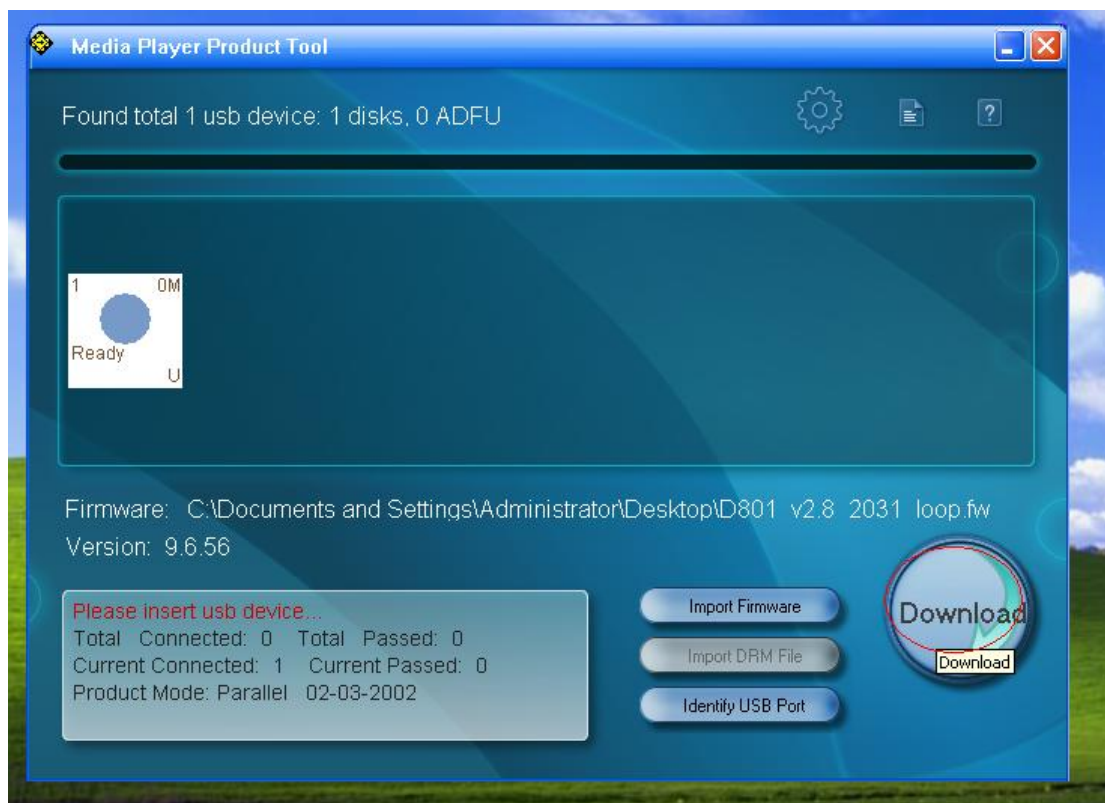 Media Player Product Tool
Found total 1 usb device: 1 disks, 0 ADFU
?
1 0M
Ready
U
Firmware: C:\Documents and Settings\Administrator\Desktop\D801 v2.8 2031 loop.fw
Version: 9.6.56
Please insert usb device...
Total Connected: 0 Total Passed: 0
Current Connected: 1 Current Passed: 0
Product Mode: Parallel 02-03-2002
Import Firmware
Import DRM File
Identify USB Port
Download
Download